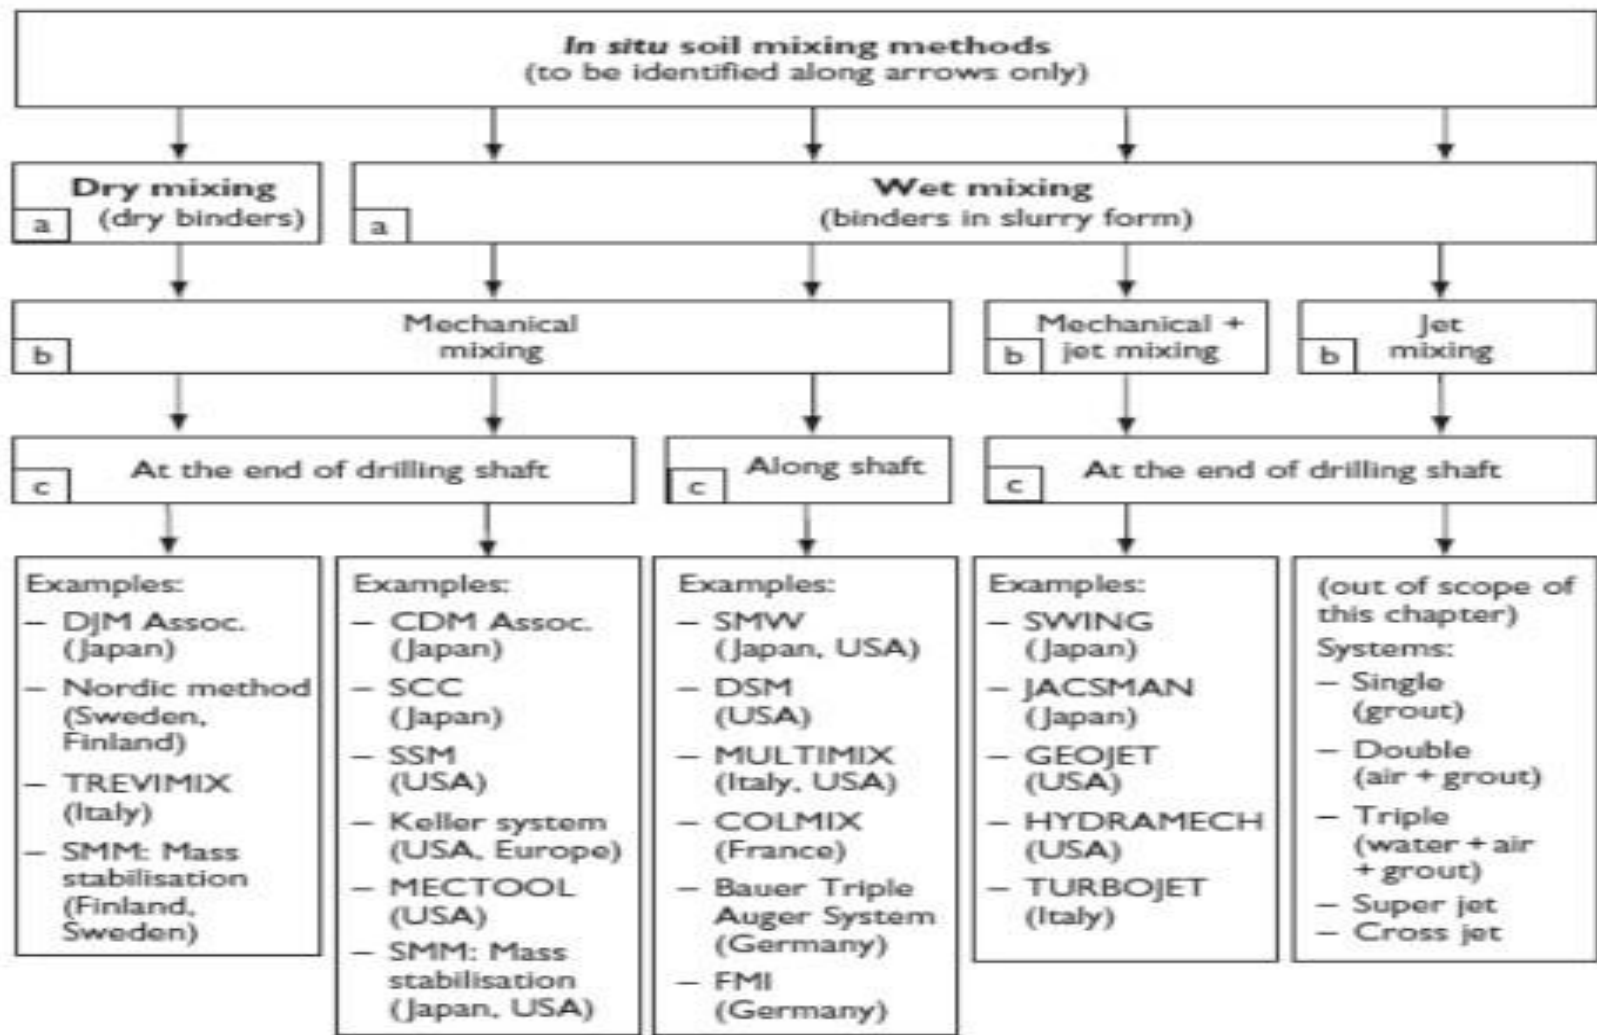 In situ soil mixing methods
(to be identified along arrows only)
Dry mixing
(dry binders)
a
Wet mixing
(binders in slurry form)
a
Mechanical
mixing
b
Mechanical +
jet mixing
b
Jet
mixing
b
At the end of drilling shaft
c
Along shaft
c
At the end of drilling shaft
c
Examples:
– DJM Assoc.
(Japan)
– Nordic method
(Sweden,
Finland)
– TREVIMIX
(Italy)
– SMM: Mass
stabilisation
(Finland,
Sweden)
Examples:
– CDM Assoc.
(Japan)
– SCC
(Japan)
– SSM
(USA)
– Keller system
(USA, Europe)
– MECTOOL
(USA)
– SMM: Mass
stabilisation
(Japan, USA)
Examples:
– SMW
(Japan, USA)
– DSM
(USA)
– MULTIMIX
(Italy, USA)
– COLMIX
(France)
– Bauer Triple
Auger System
(Germany)
– FMI
(Germany)
Examples:
– SWING
(Japan)
– JACSMAN
(Japan)
– GEOJET
(USA)
– HYDRAMECH
(USA)
– TURBOJET
(Italy)
(out of scope of
this chapter)
Systems:
– Single
(grout)
– Double
(air + grout)
– Triple
(water + air
+ grout)
– Super jet
– Cross jet